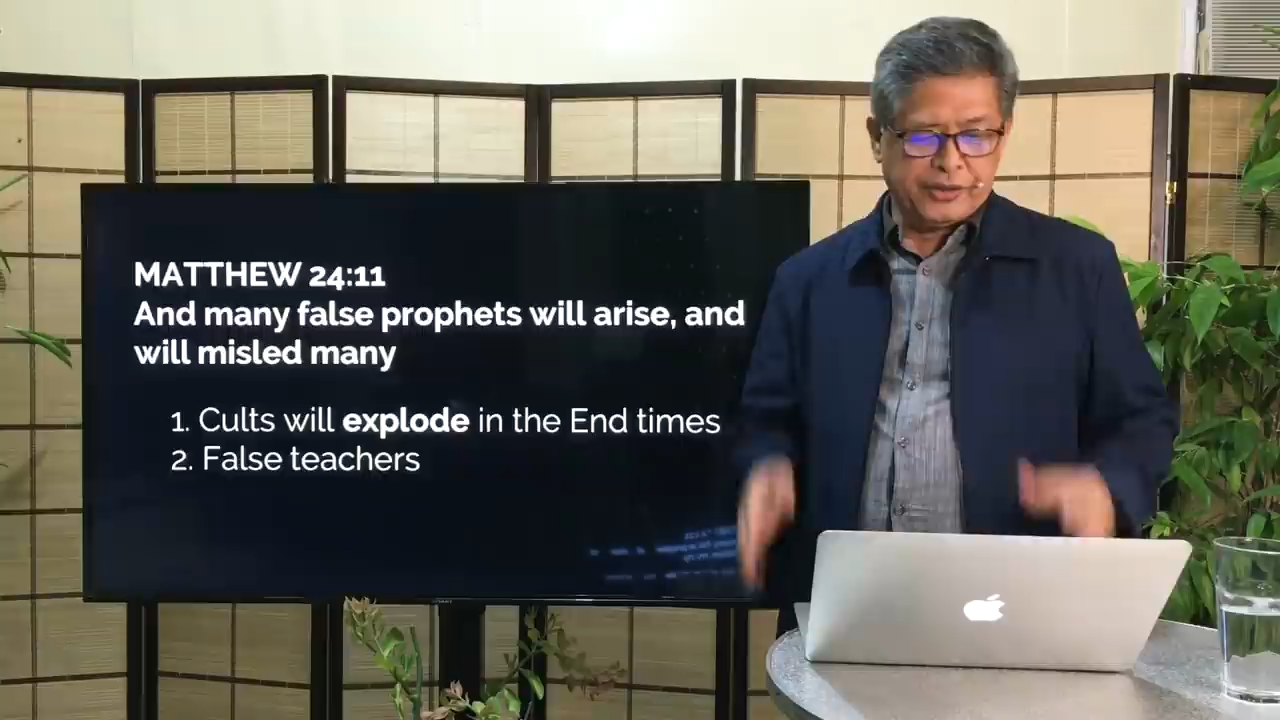 MATTHEW 24:11
And many false prophets will arise, and
will misled many
1. Cults will explode in the End times
2. False teachers